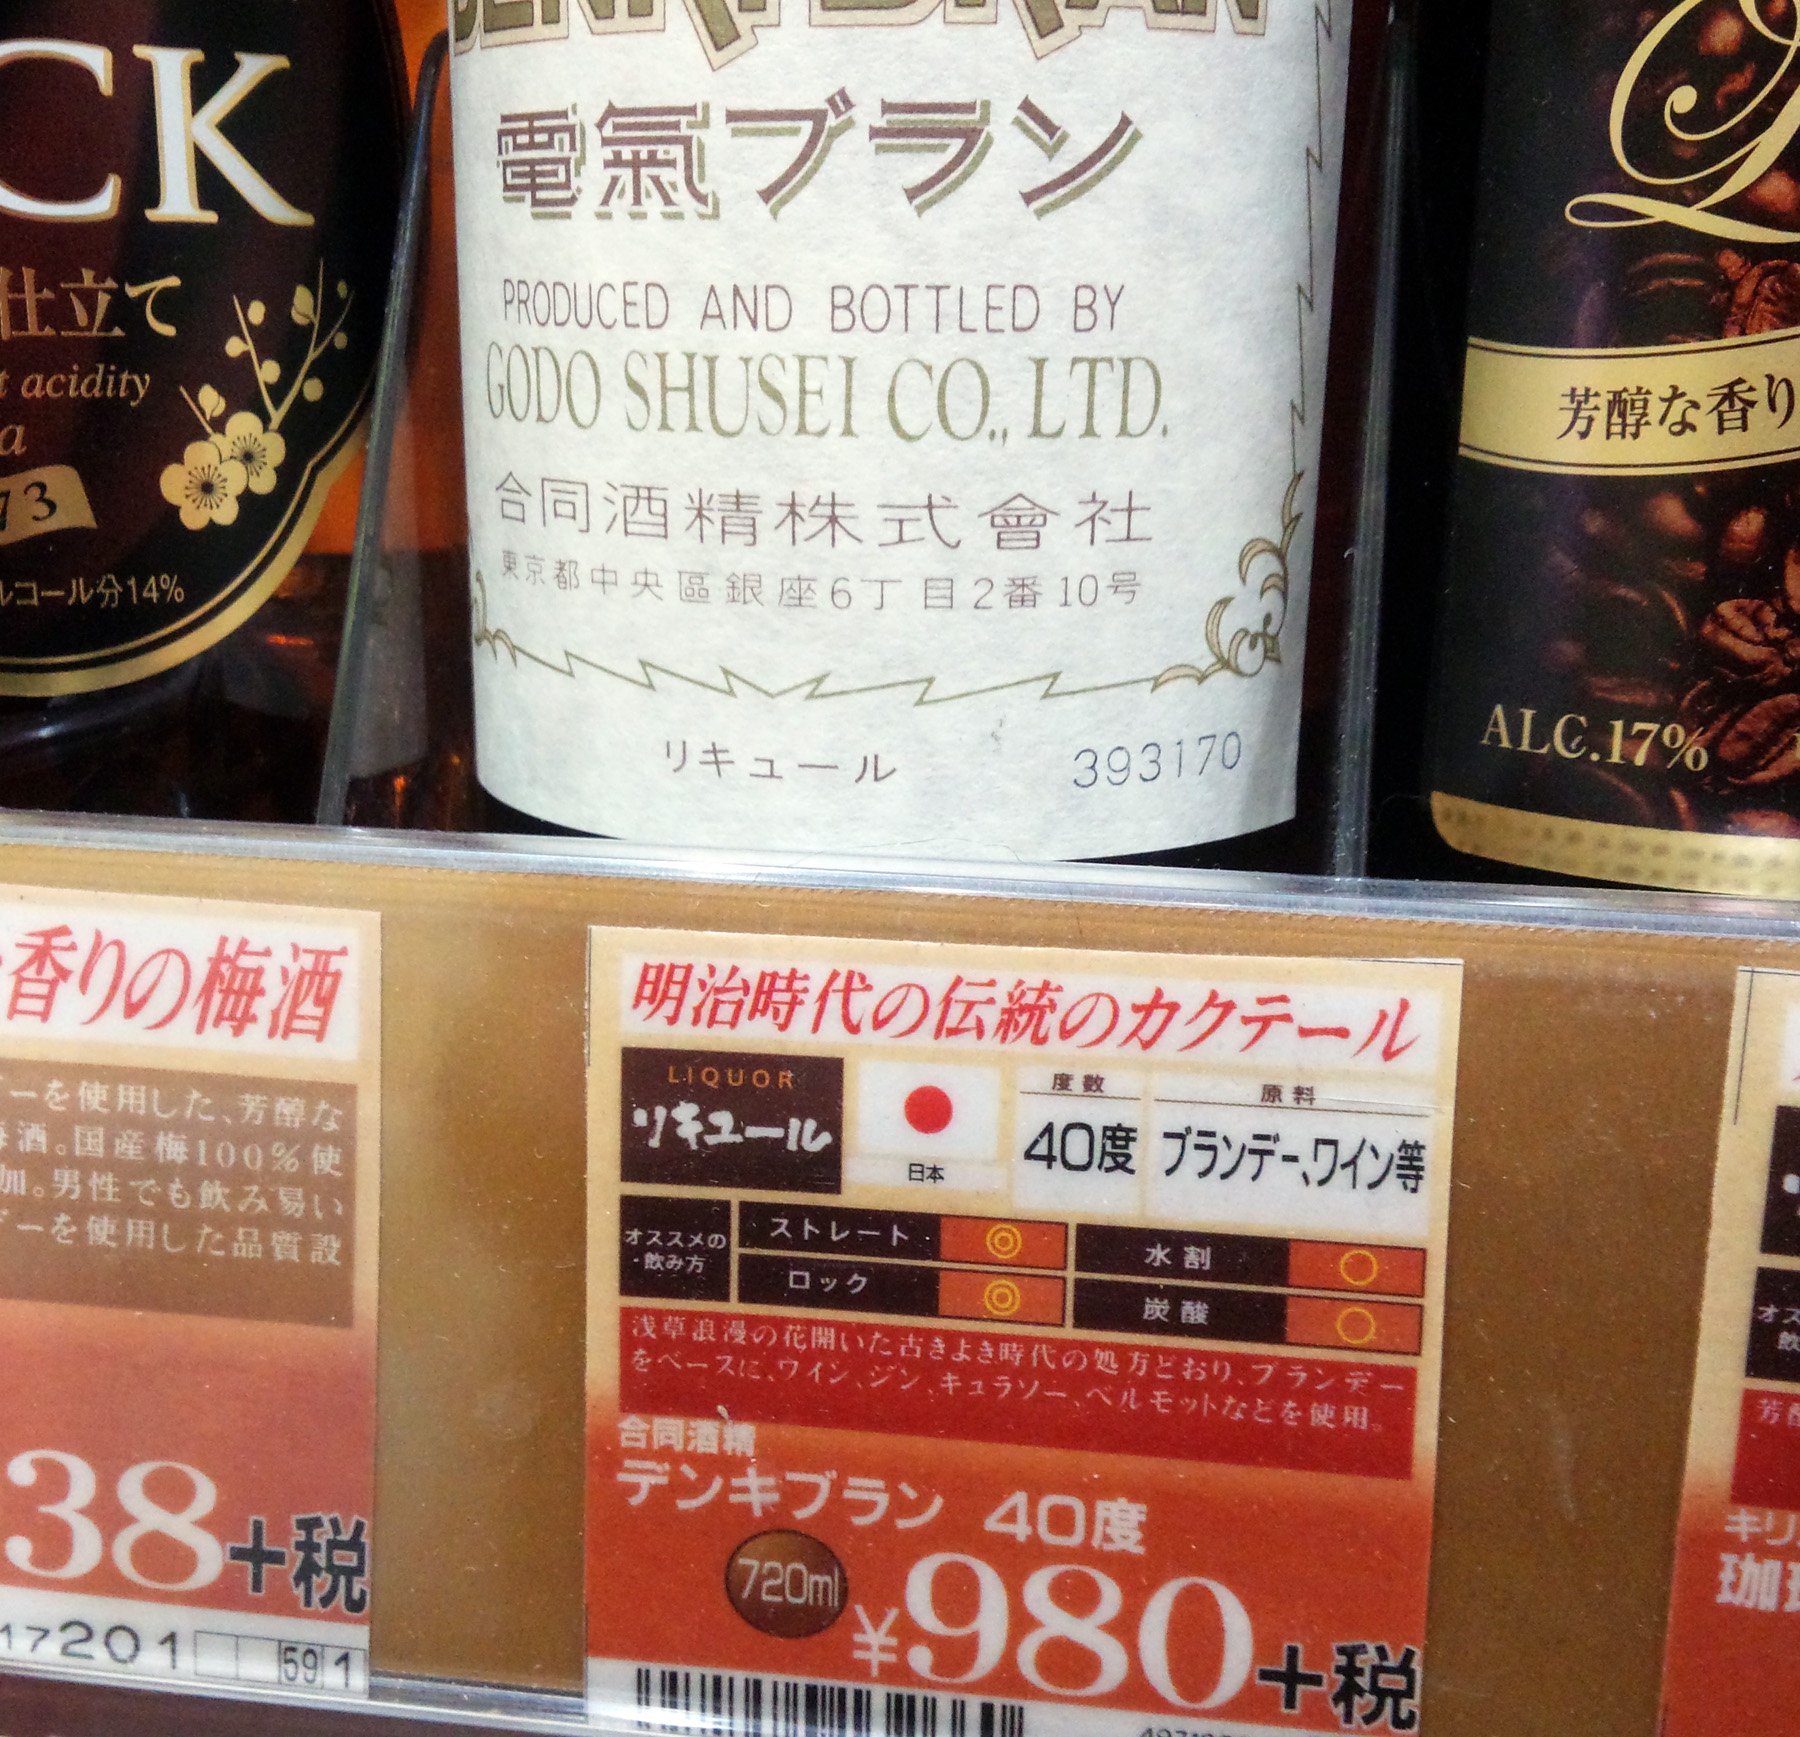 CK
仕立て
acidity
73
ルコール分14%
DENKI BRAN
電氣ブラン
PRODUCED AND BOTTLED BY
GODO SHUSEI CO., LTD.
合同酒精株式會社
東京都中央區銀座6丁目2番10号
リキュール
393170
芳醇な香り
ALC.17%
香りの梅酒
ーを使用した、芳醇な
梅酒。国産梅100%使
加。男性でも飲み易い
デーを使用した品質設
38+税
17201
59 1
明治時代の伝統のカクテール
LIQUOR
リキュール
日本
度数
40度
原料
ブランデー、ワイン等
オススメの
飲み方
ストレート ◎
水割 ○
ロック ◎
炭酸 ○
浅草浪漫の花開いた古きよき時代の処方どおり、ブランデー
をベースに、ワイン、ジン、キュラソー、ベルモットなどを使用。
合同酒精
デンキブラン 40度
720ml
¥980+税
オス
飲
芳醇
キリ
珈